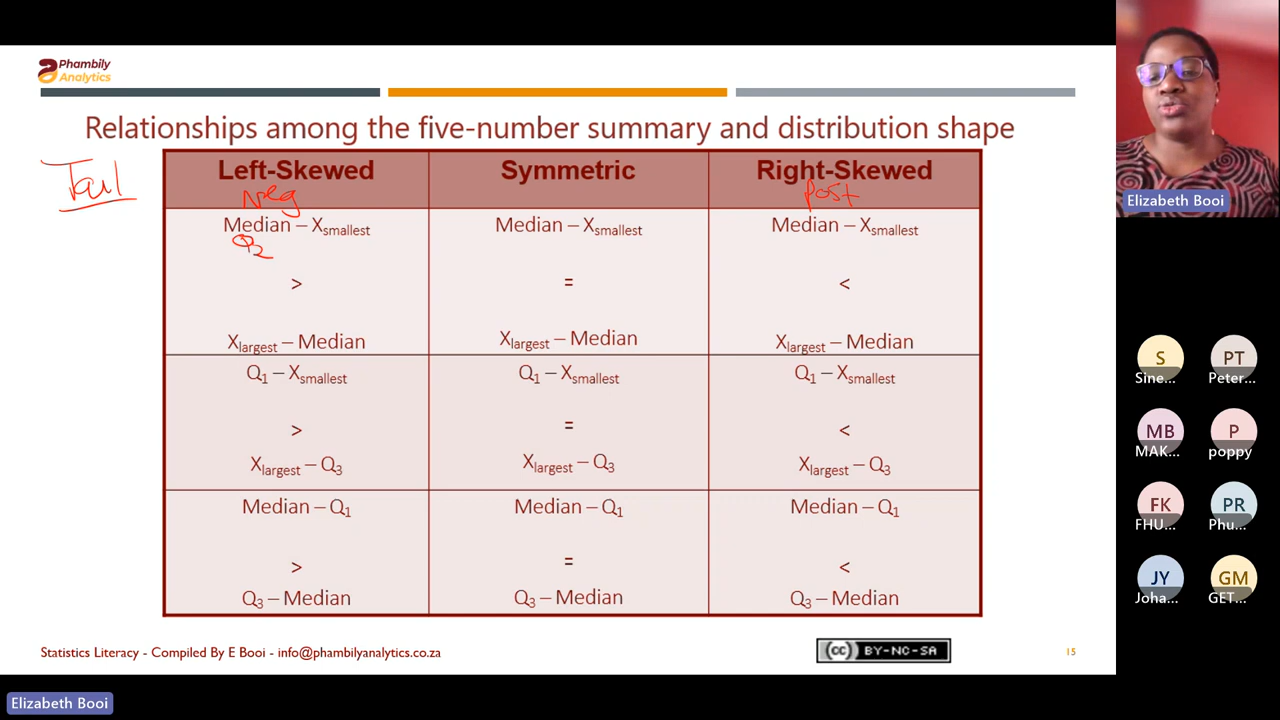 Phambily
Analytics
Relationships among the five-number summary and distribution shape
Tail
Left-Skewed Symmetric Right-Skewed
Neg Post
Median – Xsmallest Median – Xsmallest Median – Xsmallest
Q2
> = <
Xlargest – Median Xlargest – Median Xlargest – Median
Q1 – Xsmallest Q1 – Xsmallest Q1 – Xsmallest
> = <
Xlargest – Q3 Xlargest – Q3 Xlargest – Q3
Median – Q1 Median – Q1 Median – Q1
> = <
Q3 – Median Q3 – Median Q3 – Median
Statistics Literacy - Compiled By E Booi - info@phambilyanalytics.co.za
cc BY-NC-SA
15
Elizabeth Booi
Elizabeth Booi
S PT
Sine... Peter...
MB P
MAK... poppy
FK PR
FHU... Phu...
JY GM
Joha... GET...